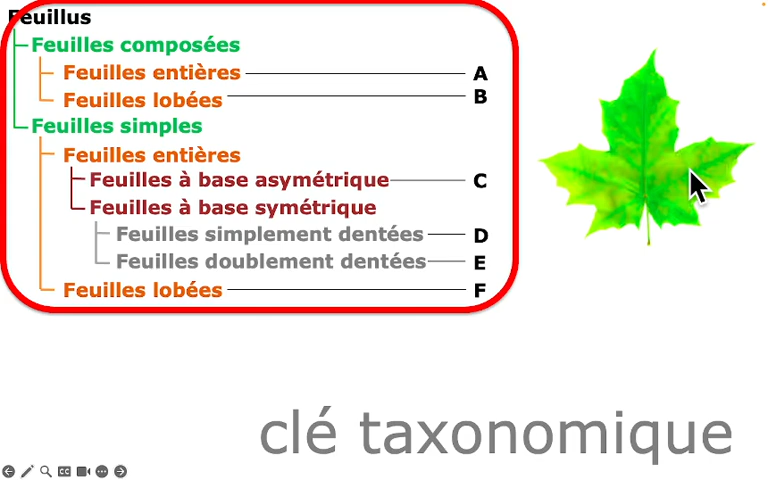 Feuillus
Feuilles composées
Feuilles entières A
Feuilles lobées B
Feuilles simples
Feuilles entières
Feuilles à base asymétrique C
Feuilles à base symétrique
Feuilles simplement dentées D
Feuilles doublement dentées E
Feuilles lobées F
clé taxonomique
CC